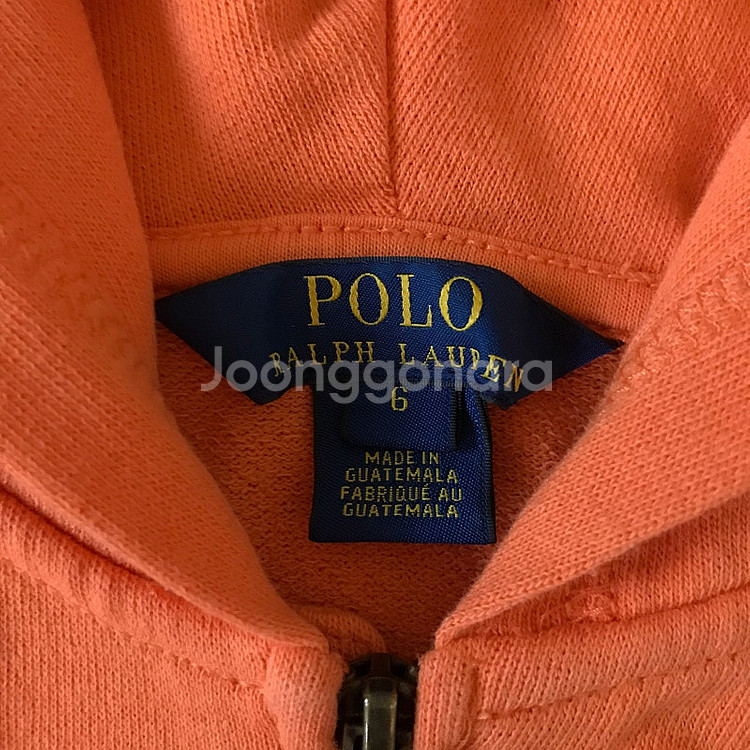 POLO
RALPH LAUREN
Joonggonara
6
MADE IN
GUATEMALA
FABRIQUÉ AU
GUATEMALA